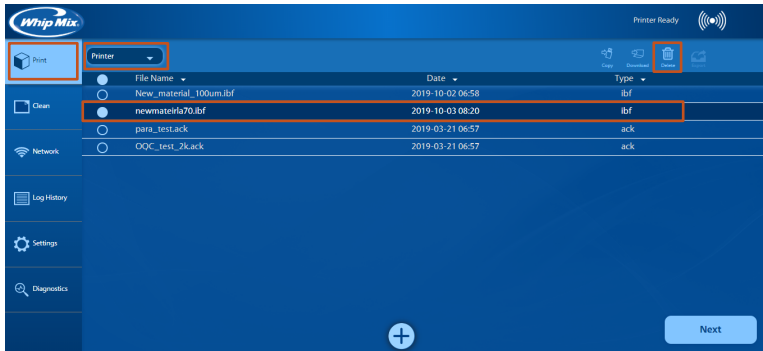 Whip Mix.
Printer Ready
Print
Printer
Copy Download Delete Import
File Name Date Type
New_material_100um.ibf 2019-10-02 06:58 ibf
Clean
newmateirla70.ibf 2019-10-03 08:20 ibf
para_test.ack 2019-03-21 06:57 ack
OQC_test_2k.ack 2019-03-21 06:57 ack
Network
Log History
Settings
Diagnostics
Next